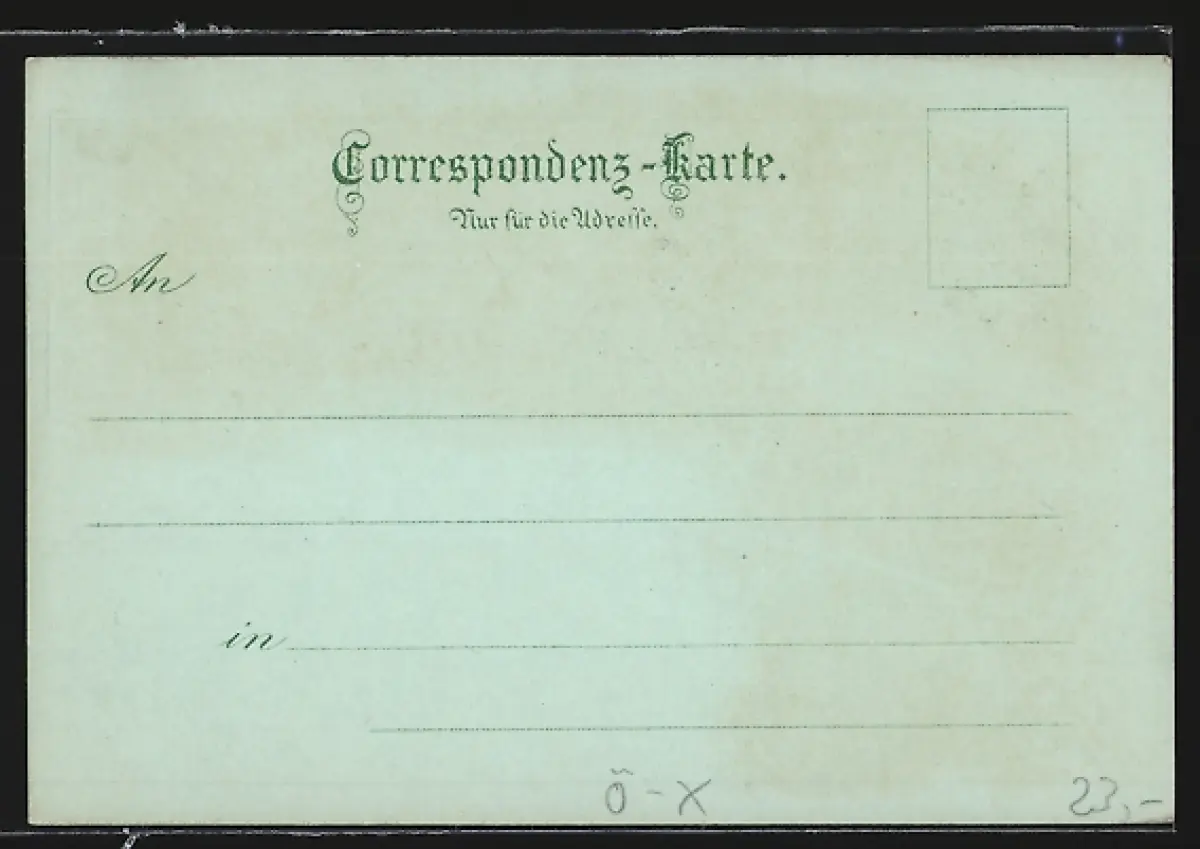 Correspondenz-Karte.
Nur für die Adresse.
An
in
Ö - X
23,-